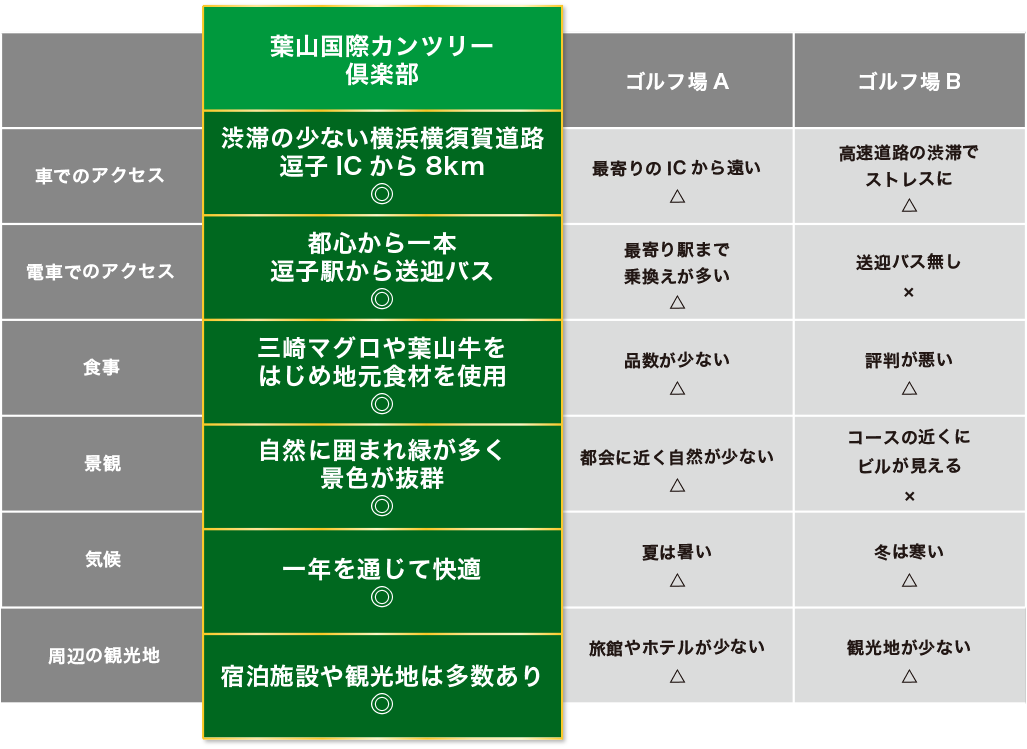 葉山国際カンツリー
倶楽部
ゴルフ場 A
ゴルフ場 B
車でのアクセス
渋滞の少ない横浜横須賀道路
逗子 IC から 8km
◎
最寄りの IC から遠い
△
高速道路の渋滞で
ストレスに
△
電車でのアクセス
都心から一本
逗子駅から送迎バス
◎
最寄り駅まで
乗換えが多い
△
送迎バス無し
×
食事
三崎マグロや葉山牛を
はじめ地元食材を使用
◎
品数が少ない
△
評判が悪い
△
景観
自然に囲まれ緑が多く
景色が抜群
◎
都会に近く自然が少ない
△
コースの近くに
ビルが見える
×
気候
一年を通じて快適
◎
夏は暑い
△
冬は寒い
△
周辺の観光地
宿泊施設や観光地は多数あり
◎
旅館やホテルが少ない
△
観光地が少ない
△